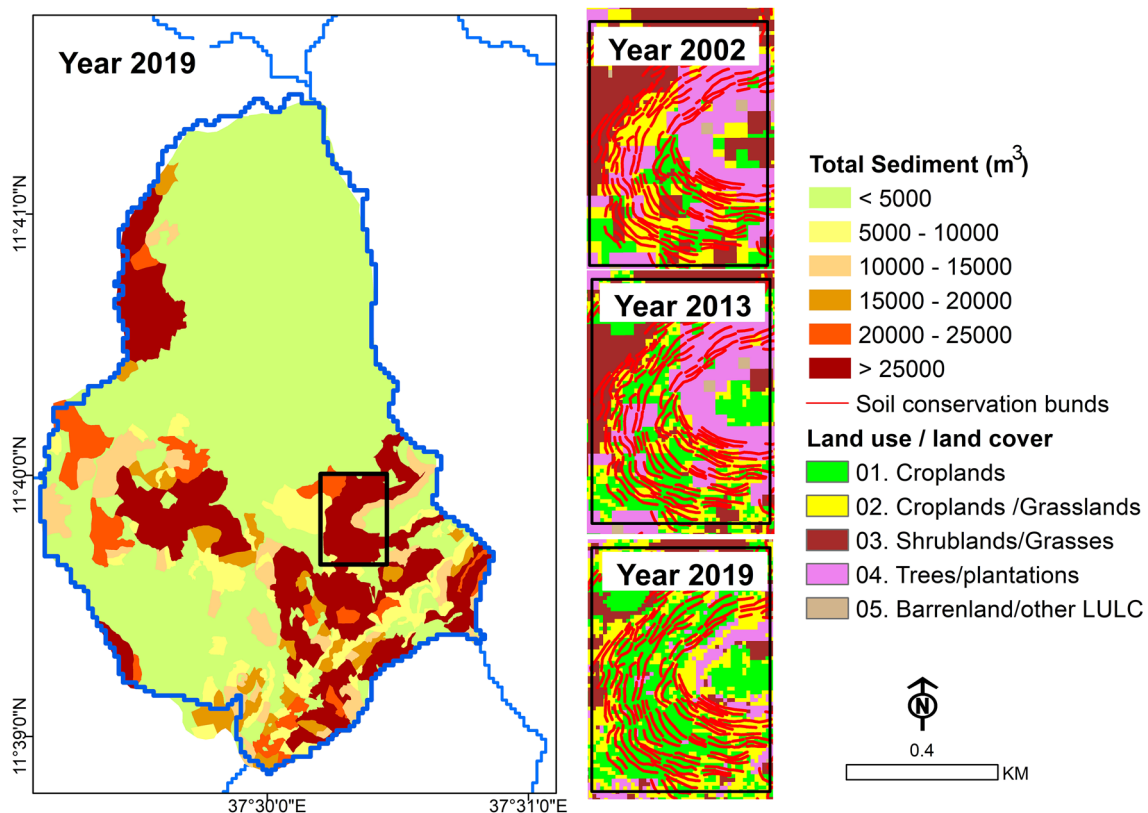 Year 2019
11°41'0"N
11°40'0"N
11°39'0"N
37°30'0"E
37°31'0"E
Year 2002
Year 2013
Year 2019
Total Sediment (m³)
< 5000
5000 - 10000
10000 - 15000
15000 - 20000
20000 - 25000
> 25000
Soil conservation bunds
Land use / land cover
01. Croplands
02. Croplands /Grasslands
03. Shrublands/Grasses
04. Trees/plantations
05. Barrenland/other LULC
N
0.4
KM